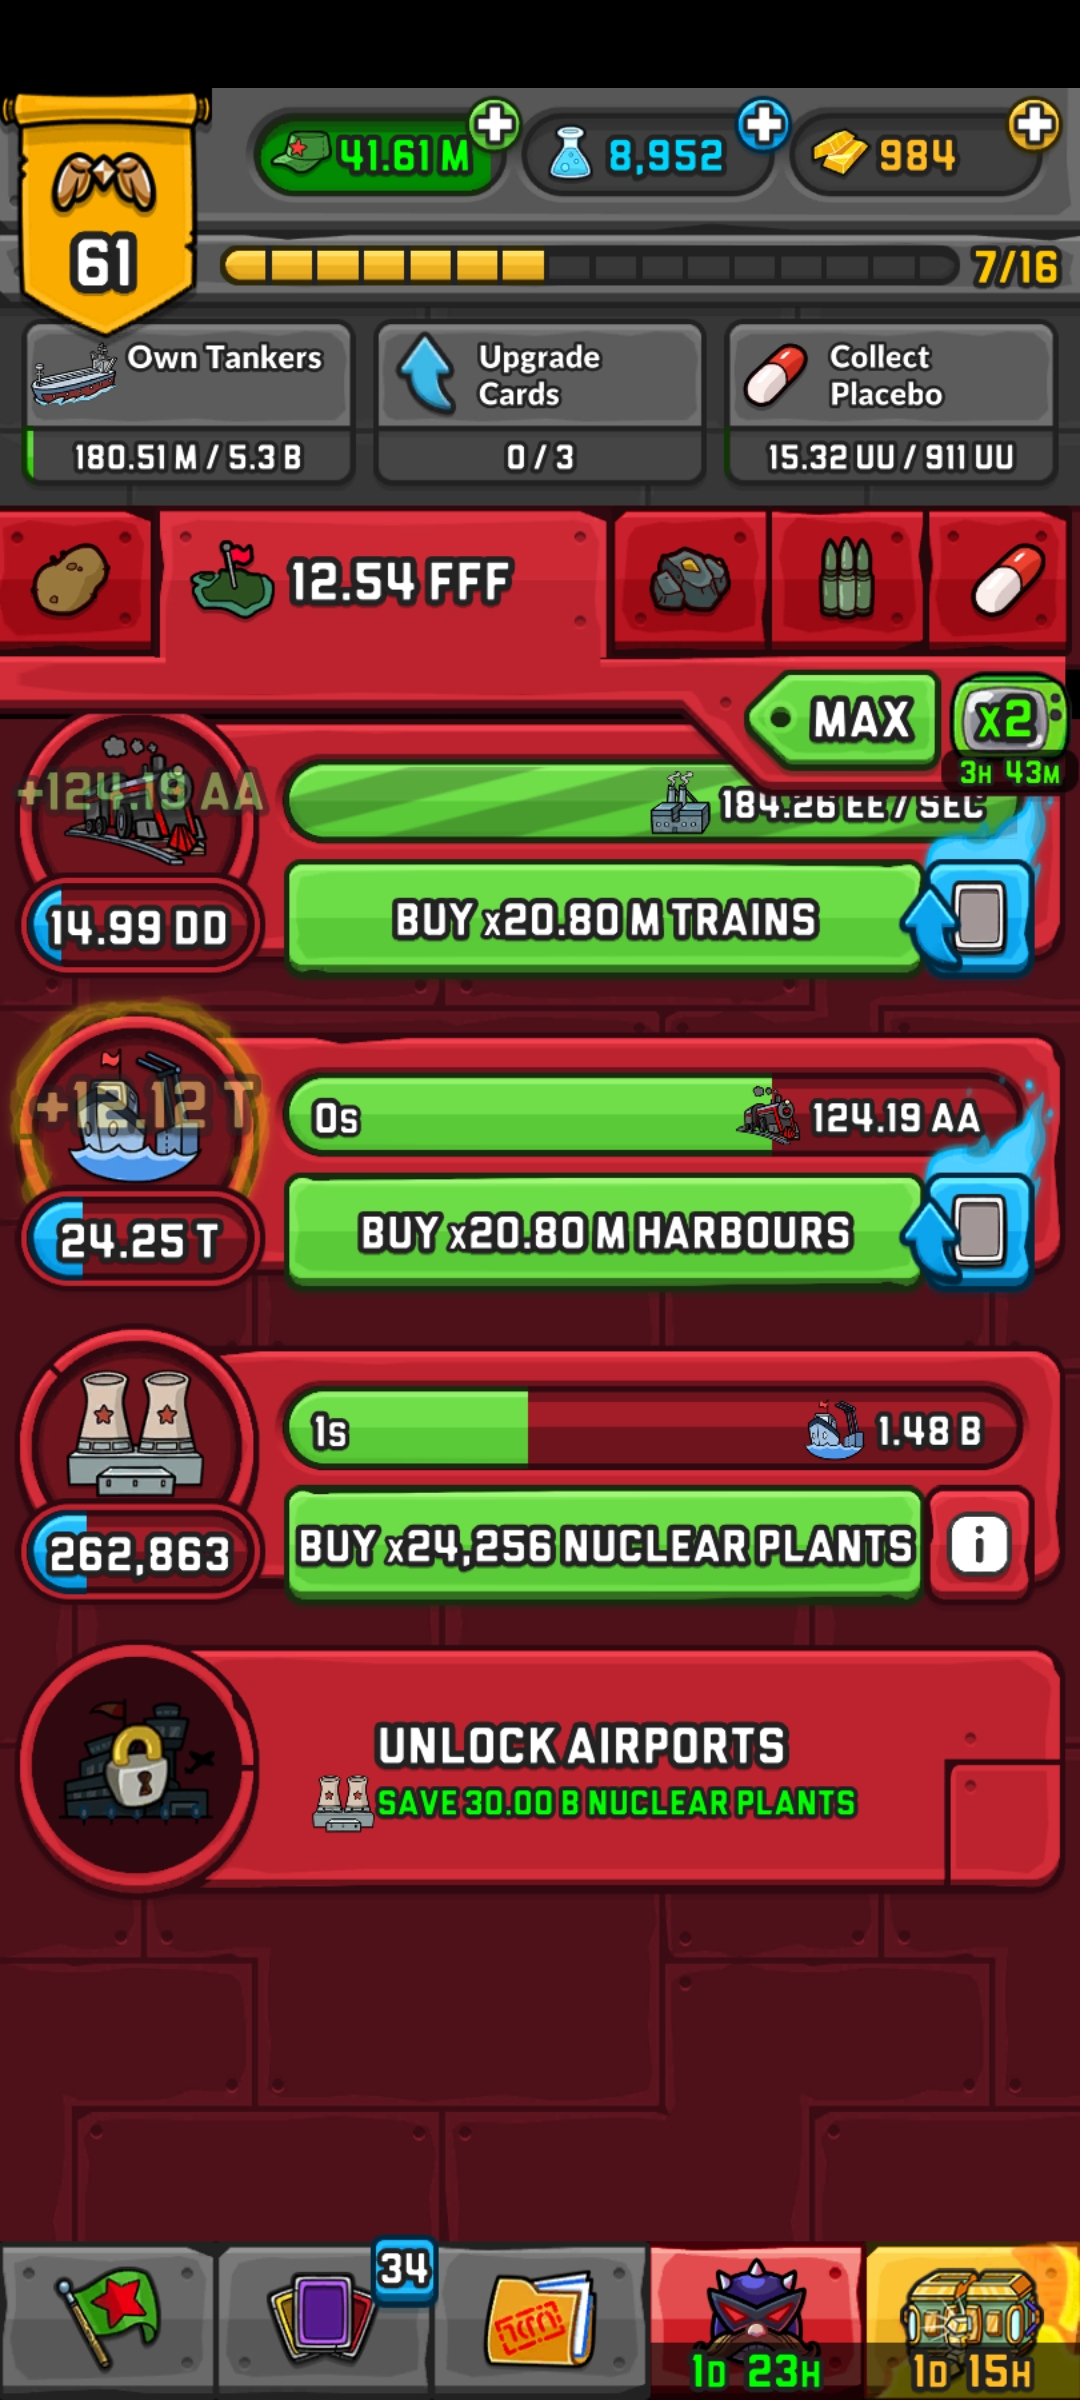 41.61 M
8,952
984
61
7/16
Own Tankers
180.51 M / 5.3 B
Upgrade
Cards
0 / 3
Collect
Placebo
15.32 UU / 911 UU
12.54 FFF
MAX
x2
3H 43M
+124.19 AA
184.26 EE / SEC
14.99 DD
BUY x20.80 M TRAINS
+12.12 T
0s
124.19 AA
24.25 T
BUY x20.80 M HARBOURS
1s
1.48 B
262,863
BUY x24,256 NUCLEAR PLANTS
i
UNLOCK AIRPORTS
SAVE 30.00 B NUCLEAR PLANTS
34
1D 23H
1D 15H